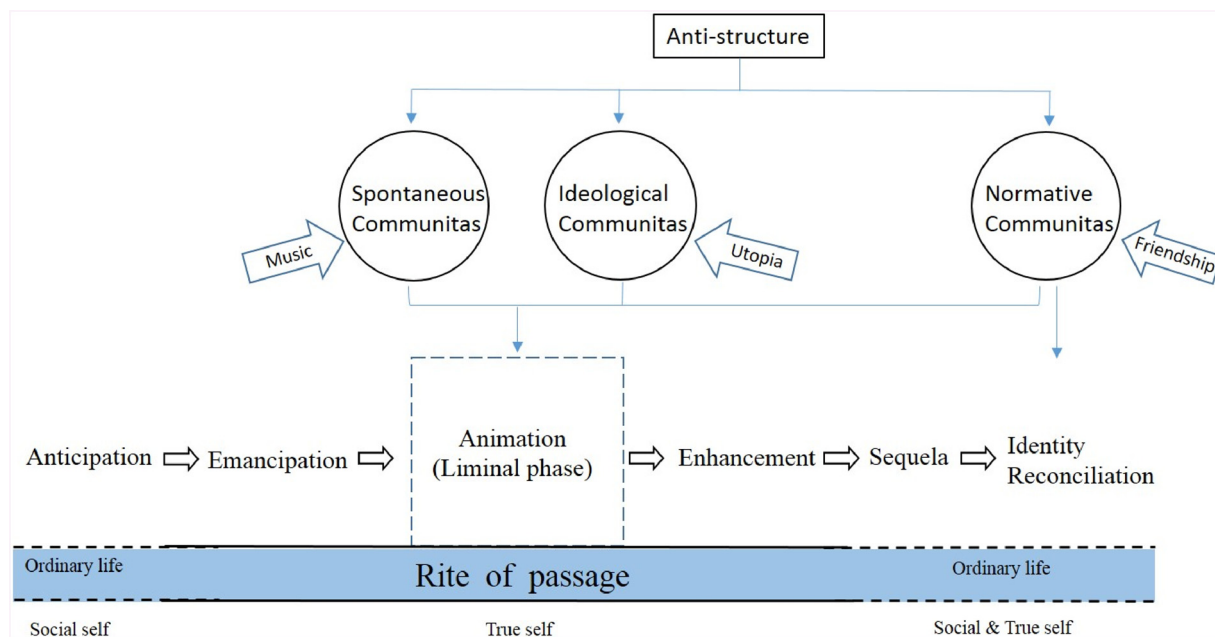 Anti-structure
Spontaneous
Communitas
Ideological
Communitas
Normative
Communitas
Music
Utopia
Friendship
Anticipation
Emancipation
Animation
(Liminal phase)
Enhancement
Sequela
Identity
Reconciliation
Ordinary life
Rite of passage
Ordinary life
Social self
True self
Social & True self